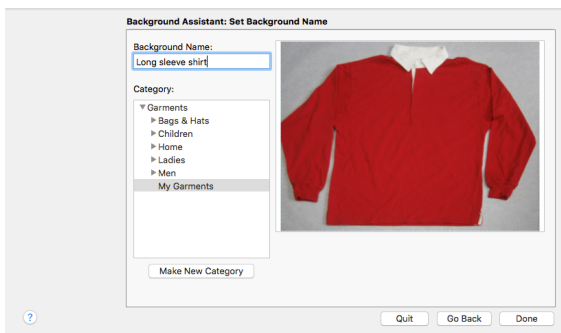 Background Assistant: Set Background Name
Background Name:
Long sleeve shirt
Category:
Garments
Bags & Hats
Children
Home
Ladies
Men
My Garments
Make New Category
?
Quit
Go Back
Done